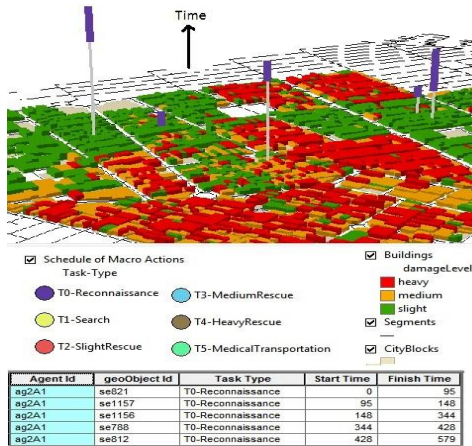 Time
Schedule of Macro Actions
Task-Type
T0-Reconnaissance
T3-MediumRescue
T1-Search
T4-HeavyRescue
T2-SlightRescue
T5-MedicalTransportation
Buildings
damageLevel
heavy
medium
slight
Segments
CityBlocks
Agent Id geoObject Id Task Type Start Time Finish Time
ag2A1 se821 T0-Reconnaissance 0 95
ag2A1 se1157 T0-Reconnaissance 95 148
ag2A1 se1156 T0-Reconnaissance 148 344
ag2A1 se788 T0-Reconnaissance 344 428
ag2A1 se812 T0-Reconnaissance 428 579